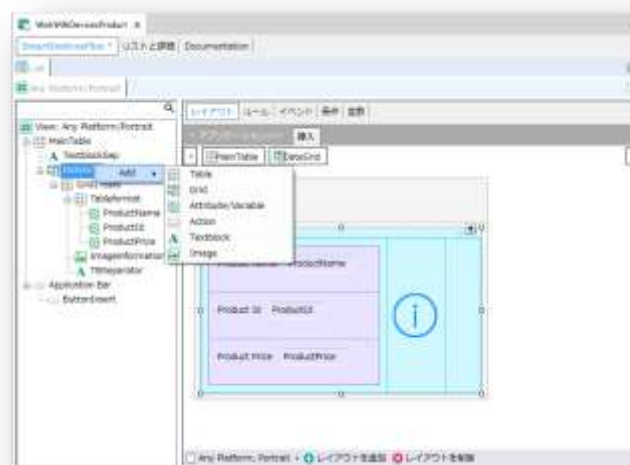 WorkWithDevicesProduct ×
SmartDevicesPlus * リストと詳細 Documentation
List
Any Platform/Portrait
レイアウト ルール イベント 条件 変数
View: Any Platform/Portrait
挿入
MainTable
TextblockSep
MainTable DataGrid
Add
Table
Grid
Attribute/Variable
Action
Textblock
Image
TableFormat
ProductName
ProductId
ProductPrice
ImageInformation
TBSeparator
Application Bar
ButtonInsert
ProductName
Product Id ProductId
Product Price ProductPrice
Any Platform, Portrait レイアウトを追加 レイアウトを削除